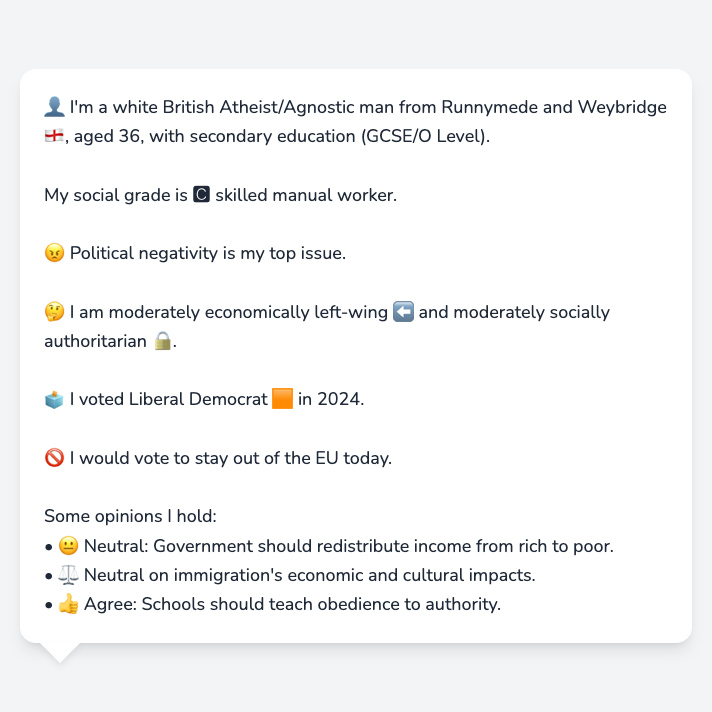 👤 I'm a white British Atheist/Agnostic man from Runnymede and Weybridge
🏴󠁧󠁢󠁥󠁮󠁧󠁿, aged 36, with secondary education (GCSE/O Level).
My social grade is 🅲 skilled manual worker.
😠 Political negativity is my top issue.
🤔 I am moderately economically left-wing ⬅️ and moderately socially
authoritarian 🔒.
🗳️ I voted Liberal Democrat 🟧 in 2024.
🚫 I would vote to stay out of the EU today.
Some opinions I hold:
• 😐 Neutral: Government should redistribute income from rich to poor.
• ⚖️ Neutral on immigration's economic and cultural impacts.
• 👍 Agree: Schools should teach obedience to authority.